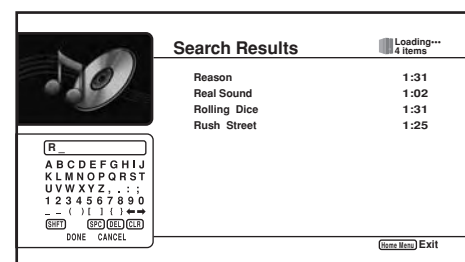 Search Results
Loading•••
4 items
Reason 1:31
Real Sound 1:02
Rolling Dice 1:31
Rush Street 1:25
R_
A B C D E F G H I J
K L M N O P Q R S T
U V W X Y Z , . : ;
1 2 3 4 5 6 7 8 9 0
_ – ( ) [ ] { } ← →
SHFT SPC DEL CLR
DONE CANCEL
Home Menu Exit